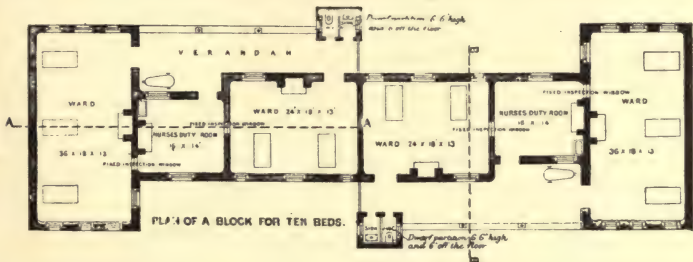 Dwarf partition 6'6" high
VERANDAH
FIXED INSPECTION WINDOW
WARD
WARD 24 x 18 x 13
NURSES DUTY ROOM
16 x 14
WARD
A
FIXED INSPECTION WINDOW
A
FIXED INSPECTION WINDOW
NURSES DUTY ROOM
16 x 14
WARD 24 x 18 x 13
36 x 18 x 13
FIXED INSPECTION WINDOW
36 x 18 x 13
PLAN OF A BLOCK FOR TEN BEDS.
Dwarf partition 6'6" high
and 6" off the floor